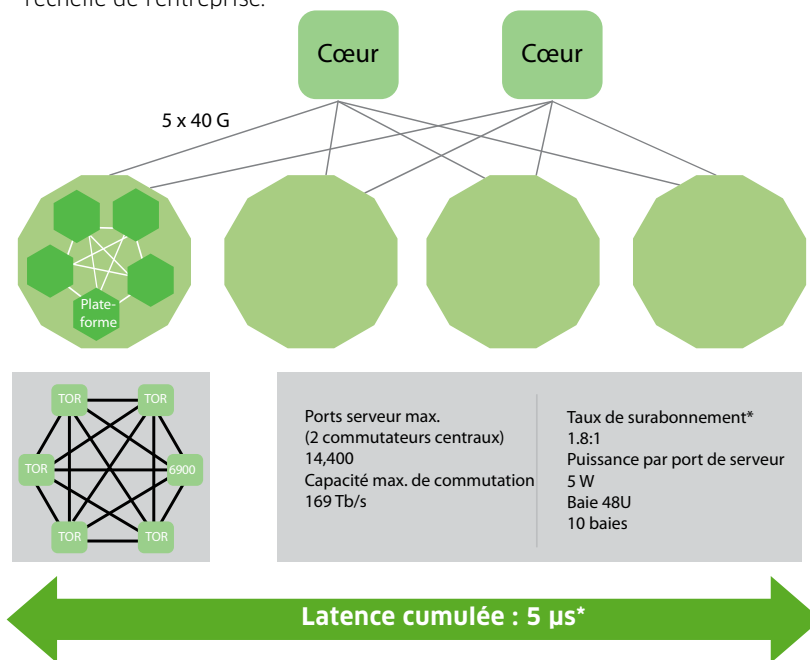 l'échelle de l'entreprise.
Cœur
Cœur
5 x 40 G
Plate-
forme
TOR
TOR
TOR
6900
TOR
TOR
Ports serveur max.
(2 commutateurs centraux)
14,400
Capacité max. de commutation
169 Tb/s
Taux de surabonnement*
1.8:1
Puissance par port de serveur
5 W
Baie 48U
10 baies
Latence cumulée : 5 µs*